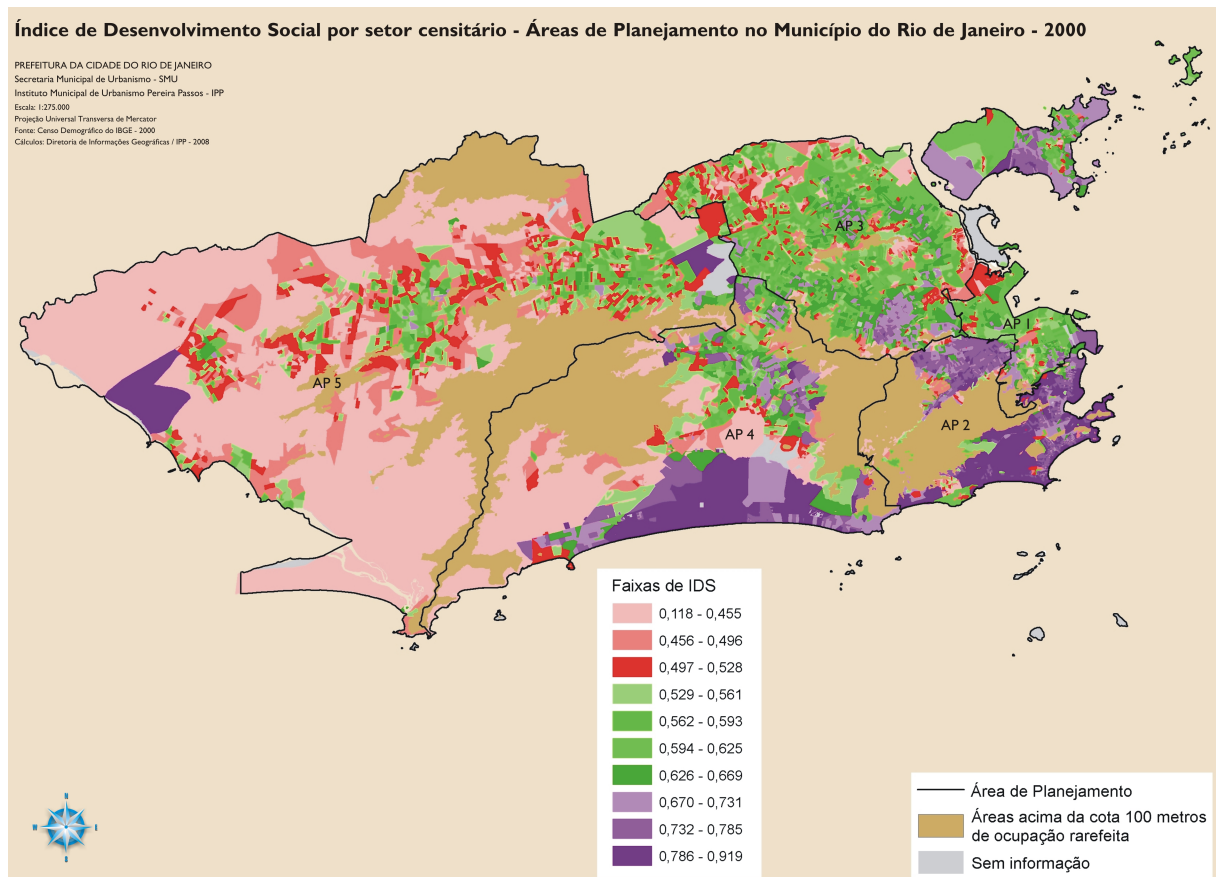 Índice de Desenvolvimento Social por setor censitário - Áreas de Planejamento no Município do Rio de Janeiro - 2000
PREFEITURA DA CIDADE DO RIO DE JANEIRO
Secretaria Municipal de Urbanismo - SMU
Instituto Municipal de Urbanismo Pereira Passos - IPP
Escala: 1:275.000
Projeção Universal Transversa de Mercator
Fonte: Censo Demográfico do IBGE - 2000
Cálculos: Diretoria de Informações Geográficas / IPP - 2008
AP 3
AP 1
AP 5
AP 2
AP 4
Faixas de IDS
0,118 - 0,455
0,456 - 0,496
0,497 - 0,528
0,529 - 0,561
0,562 - 0,593
0,594 - 0,625
0,626 - 0,669
0,670 - 0,731
0,732 - 0,785
0,786 - 0,919
Área de Planejamento
Áreas acima da cota 100 metros
de ocupação rarefeita
Sem informação
N
W
S